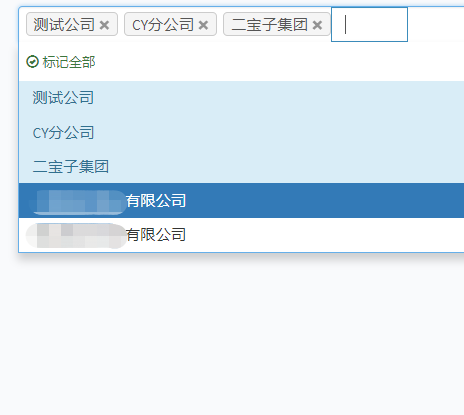 测试公司 × CY分公司 × 二宝子集团 ×
标记全部
测试公司
CY分公司
二宝子集团
有限公司
有限公司